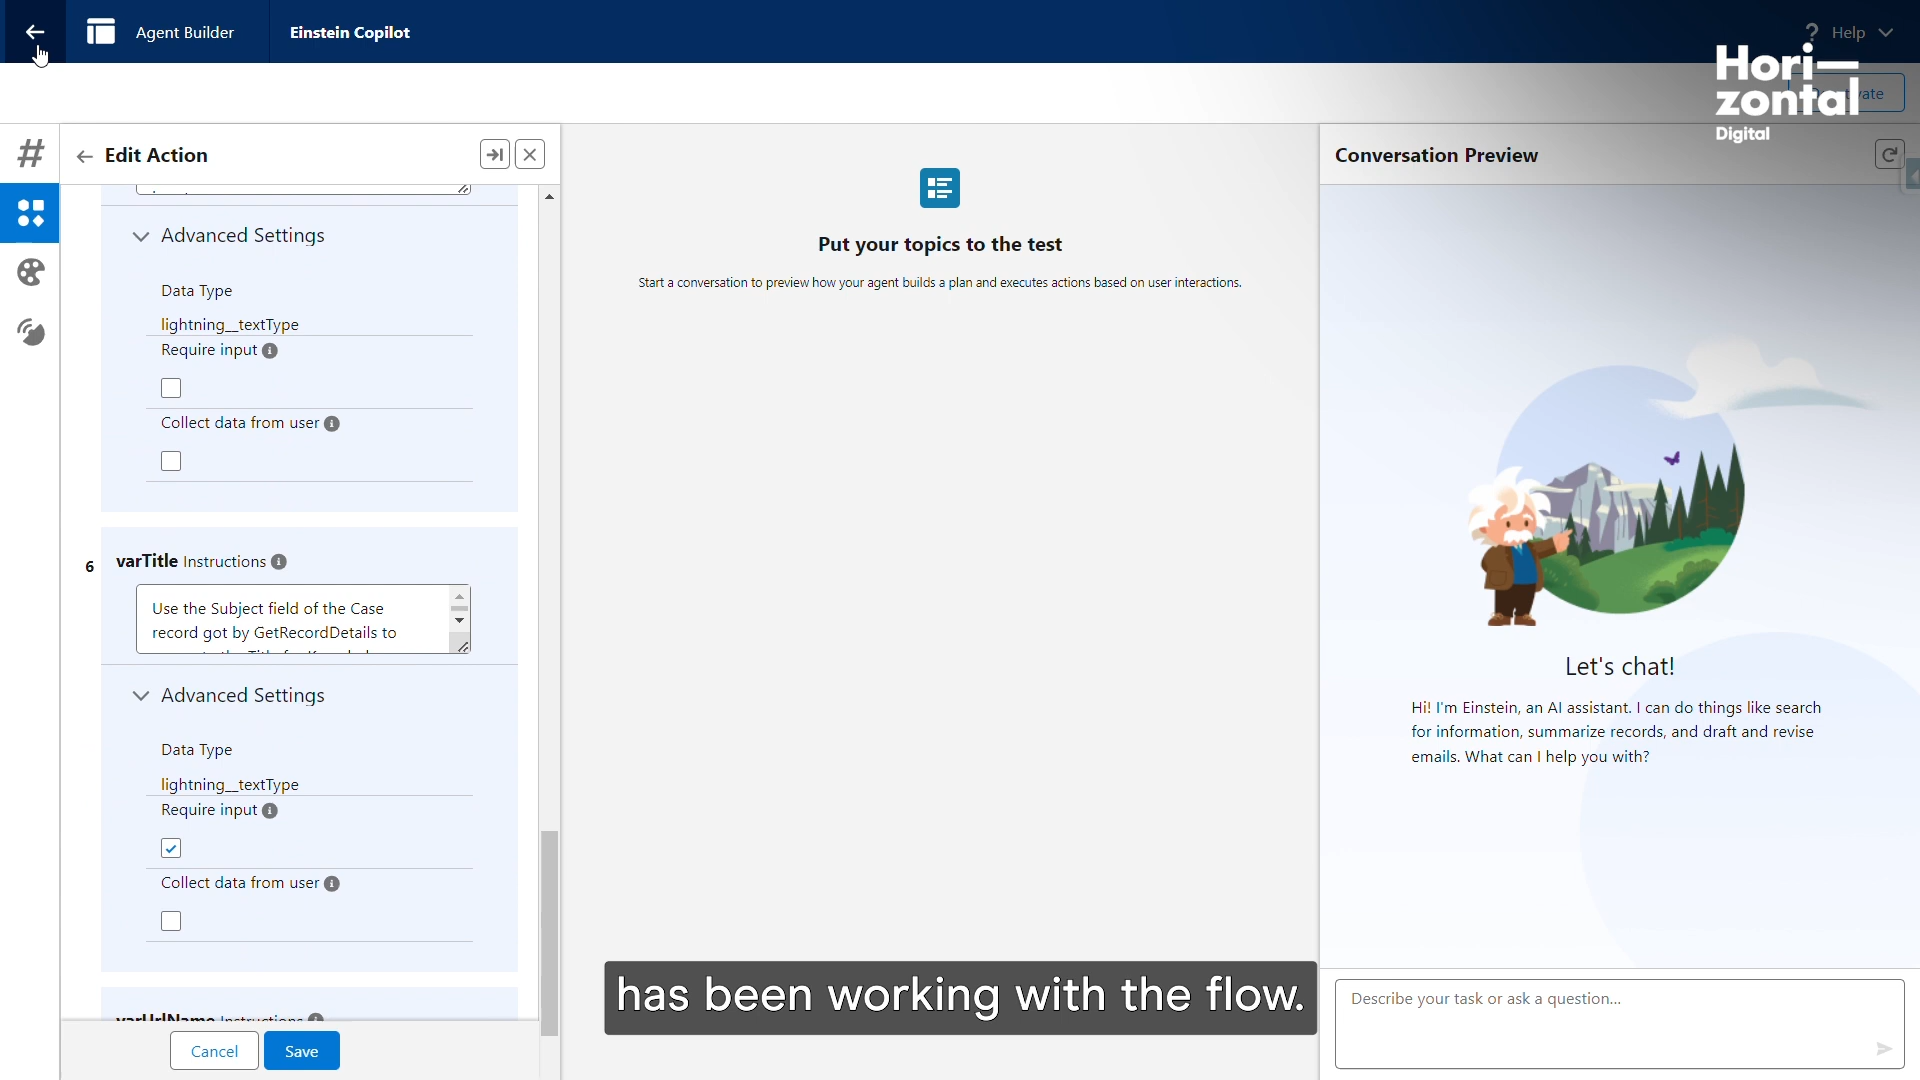 Agent Builder
Einstein Copilot
? Help
Hori-
zontal
Digital
Edit Action
Advanced Settings
Data Type
lightning__textType
Require input
Collect data from user
6
varTitle Instructions
Use the Subject field of the Case
record got by GetRecordDetails to
Advanced Settings
Data Type
lightning__textType
Require input
Collect data from user
varUrlName Instructions
Cancel
Save
Put your topics to the test
Start a conversation to preview how your agent builds a plan and executes actions based on user interactions.
has been working with the flow.
Conversation Preview
Let's chat!
Hi! I'm Einstein, an AI assistant. I can do things like search
for information, summarize records, and draft and revise
emails. What can I help you with?
Describe your task or ask a question...